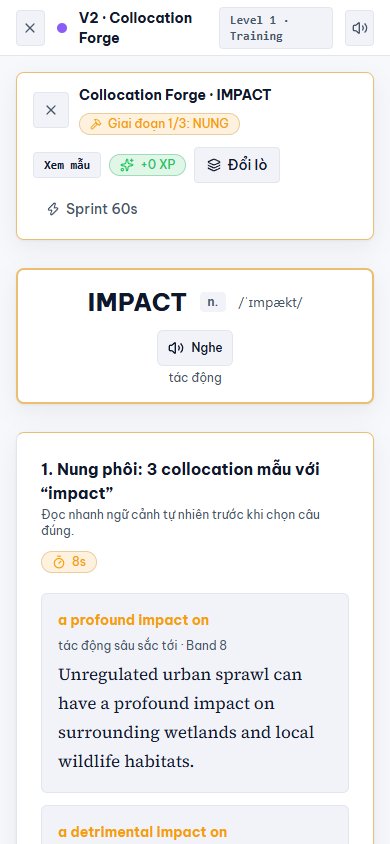 V2 · Collocation
Forge
Level 1 ·
Training
Collocation Forge · IMPACT
Giai đoạn 1/3: NUNG
Xem mẫu
+0 XP
Đổi lò
Sprint 60s
IMPACT n. /ˈɪmpækt/
Nghe
tác động
1. Nung phôi: 3 collocation mẫu với
“impact”
Đọc nhanh ngữ cảnh tự nhiên trước khi chọn câu
đúng.
8s
a profound impact on
tác động sâu sắc tới · Band 8
Unregulated urban sprawl can
have a profound impact on
surrounding wetlands and local
wildlife habitats.
a detrimental impact on